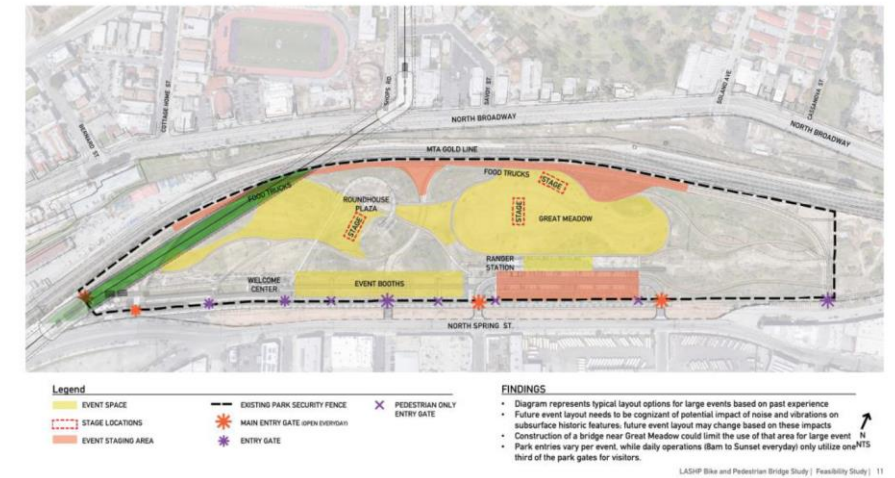 BERNARD ST.
COTTAGE HOME ST.
SHOPS RD.
SAVOY ST.
SOLANO AVE
CASANOVA ST.
NORTH BROADWAY
NORTH BROADWAY
MTA GOLD LINE
FOOD TRUCKS
FOOD TRUCKS
STAGE
ROUNDHOUSE
PLAZA
STAGE
STAGE
GREAT MEADOW
RANGER
STATION
WELCOME
CENTER
EVENT BOOTHS
NORTH SPRING ST.
Legend
EVENT SPACE
STAGE LOCATIONS
EVENT STAGING AREA
EXISTING PARK SECURITY FENCE
MAIN ENTRY GATE (OPEN EVERYDAY)
ENTRY GATE
PEDESTRIAN ONLY
ENTRY GATE
FINDINGS
• Diagram represents typical layout options for large events based on past experience
• Future event layout needs to be cognizant of potential impact of noise and vibrations on
subsurface historic features; future event layout may change based on these impacts
• Construction of a bridge near Great Meadow could limit the use of that area for large event
• Park entries vary per event, while daily operations (8am to Sunset everyday) only utilize one
third of the park gates for visitors.
N
NTS
LASHP Bike and Pedestrian Bridge Study | Feasibility Study | 11